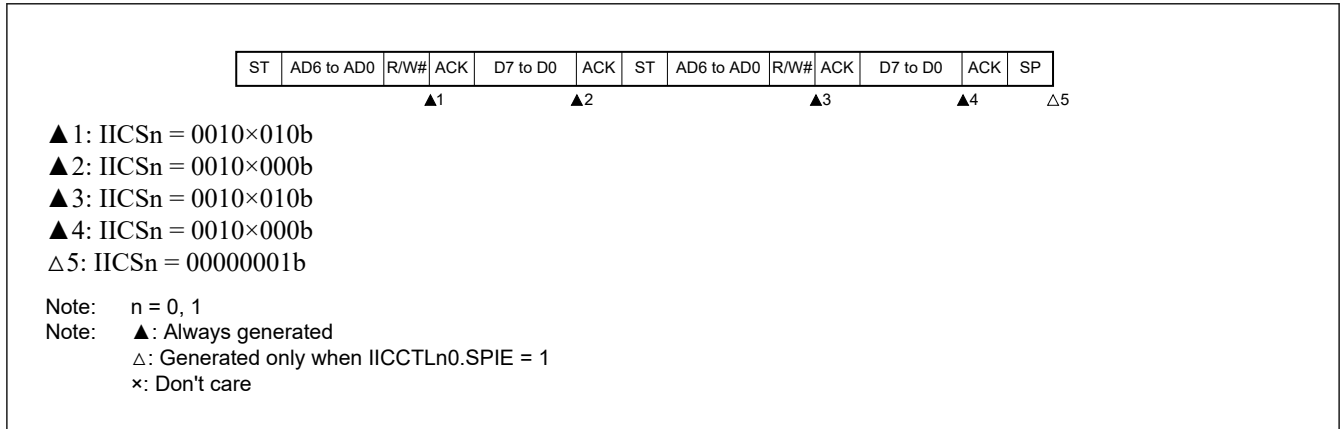 ST AD6 to AD0 R/W# ACK D7 to D0 ACK ST AD6 to AD0 R/W# ACK D7 to D0 ACK SP
▲1 ▲2 ▲3 ▲4 △5
▲1: IICSn = 0010×010b
▲2: IICSn = 0010×000b
▲3: IICSn = 0010×010b
▲4: IICSn = 0010×000b
△5: IICSn = 00000001b
Note: n = 0, 1
Note: ▲: Always generated
△: Generated only when IICCTLn0.SPIE = 1
×: Don't care